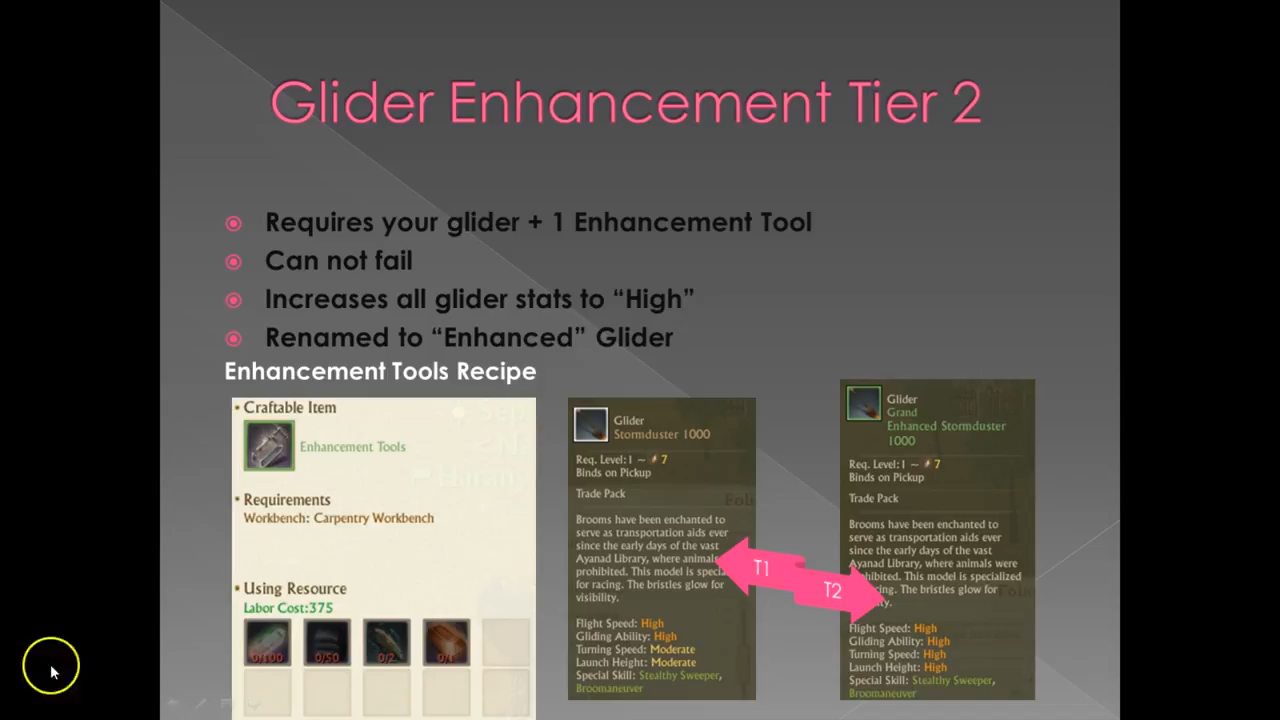 Glider Enhancement Tier 2
Requires your glider + 1 Enhancement Tool
Can not fail
Increases all glider stats to “High”
Renamed to “Enhanced” Glider
Enhancement Tools Recipe
• Craftable Item
Enhancement Tools
• Requirements
Workbench: Carpentry Workbench
• Using Resource
Labor Cost:375
0/100 0/50 0/2 0/1
Glider
Stormduster 1000
Req. Level:1 ~ 7
Binds on Pickup
Trade Pack
Brooms have been enchanted to
serve as transportation aids ever
since the early days of the vast
Ayanad Library, where animals
prohibited. This model is
for racing. The bristles glow for
visibility.
Flight Speed: High
Gliding Ability: High
Turning Speed: Moderate
Launch Height: Moderate
Special Skill: Stealthy Sweeper,
Broomaneuver
T1
T2
Glider
Grand
Enhanced Stormduster
1000
Req. Level:1 ~ 7
Binds on Pickup
Trade Pack
Brooms have been enchanted to
serve as transportation aids ever
since the early days of the vast
Ayanad Library, where animals were
This model is specialized
The bristles glow for
Flight Speed: High
Gliding Ability: High
Turning Speed: High
Launch Height: High
Special Skill: Stealthy Sweeper,
Broomaneuver